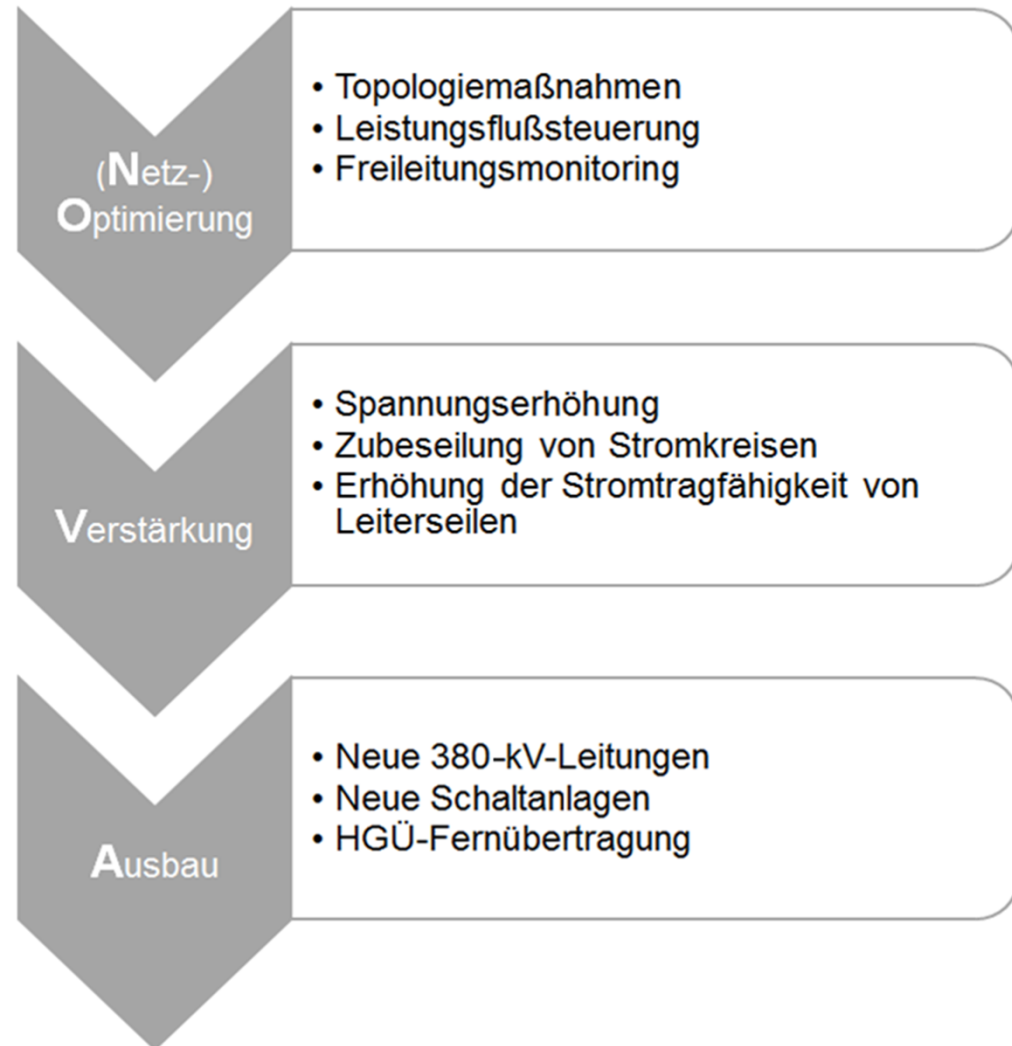 (Netz-)
Optimierung
• Topologiemaßnahmen
• Leistungsflußsteuerung
• Freileitungsmonitoring
Verstärkung
• Spannungserhöhung
• Zubeseilung von Stromkreisen
• Erhöhung der Stromtragfähigkeit von
Leiterseilen
Ausbau
• Neue 380-kV-Leitungen
• Neue Schaltanlagen
• HGÜ-Fernübertragung